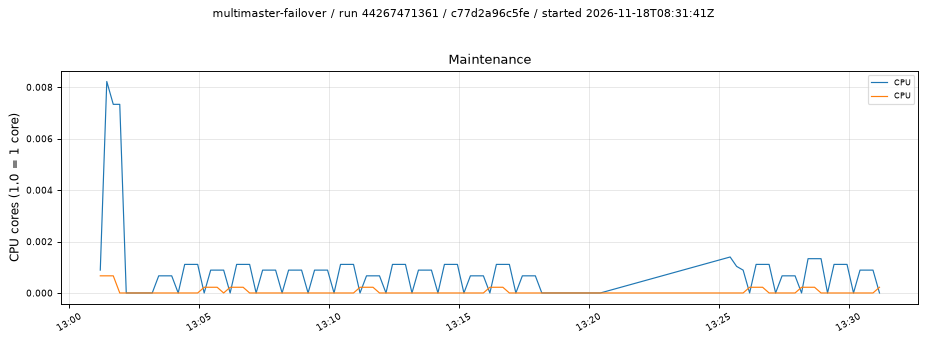 multimaster-failover / run 44267471361 / c77d2a96c5fe / started 2026-11-18T08:31:41Z
Maintenance
CPU cores (1.0 = 1 core)
0.008
0.006
0.004
0.002
0.000
CPU
CPU
13:00
13:05
13:10
13:15
13:20
13:25
13:30